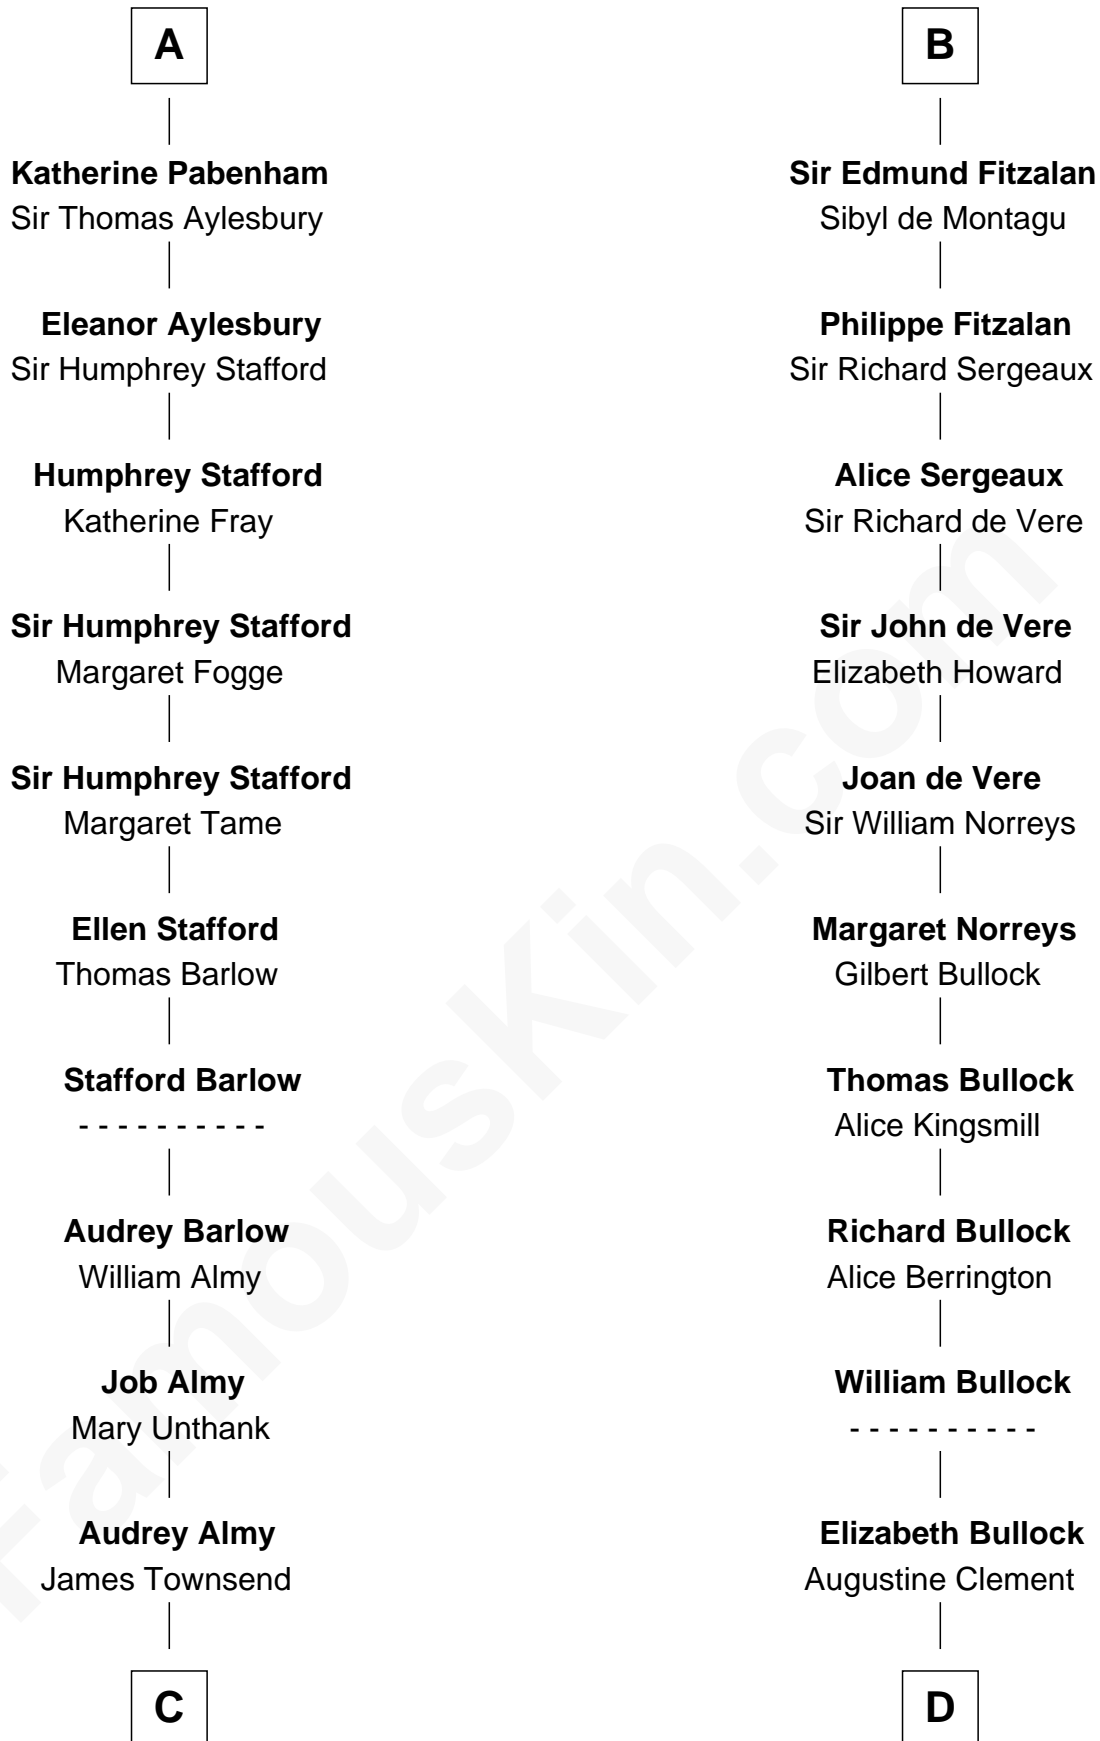 A
Katherine Pabenham
Sir Thomas Aylesbury
Eleanor Aylesbury
Sir Humphrey Stafford
Humphrey Stafford
Katherine Fray
Sir Humphrey Stafford
Margaret Fogge
Sir Humphrey Stafford
Margaret Tame
Ellen Stafford
Thomas Barlow
Stafford Barlow
- - - - - - - - - -
Audrey Barlow
William Almy
Job Almy
Mary Unthank
Audrey Almy
James Townsend
C
B
Sir Edmund Fitzalan
Sibyl de Montagu
Philippe Fitzalan
Sir Richard Sergeaux
Alice Sergeaux
Sir Richard de Vere
Sir John de Vere
Elizabeth Howard
Joan de Vere
Sir William Norreys
Margaret Norreys
Gilbert Bullock
Thomas Bullock
Alice Kingsmill
Richard Bullock
Alice Berrington
William Bullock
- - - - - - - - - -
Elizabeth Bullock
Augustine Clement
D
FamousKin.com